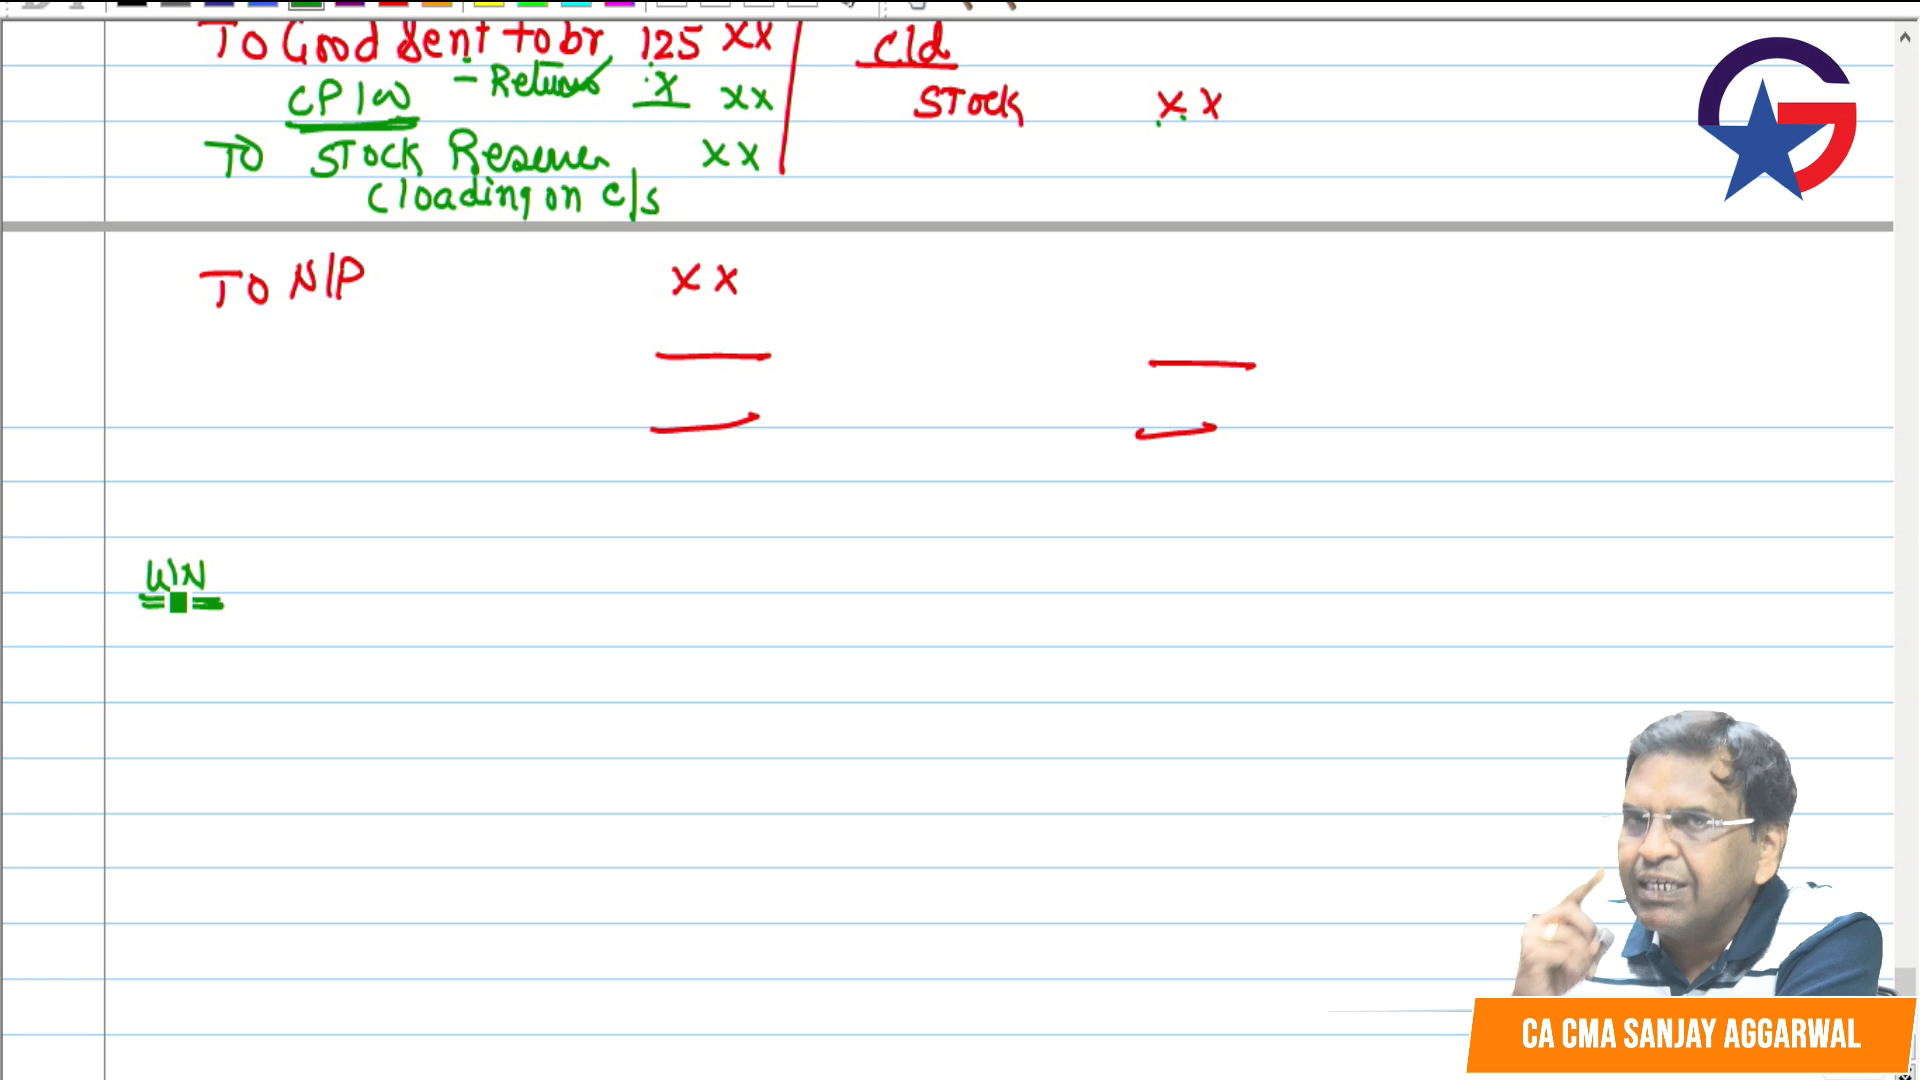 To Good sent to br 125 xx
- Returns x xx
CP/W
To STOCK Reserve xx
(loading on c/s
C/d
STOCK xx
To N/P xx
W/N
CA CMA SANJAY AGGARWAL